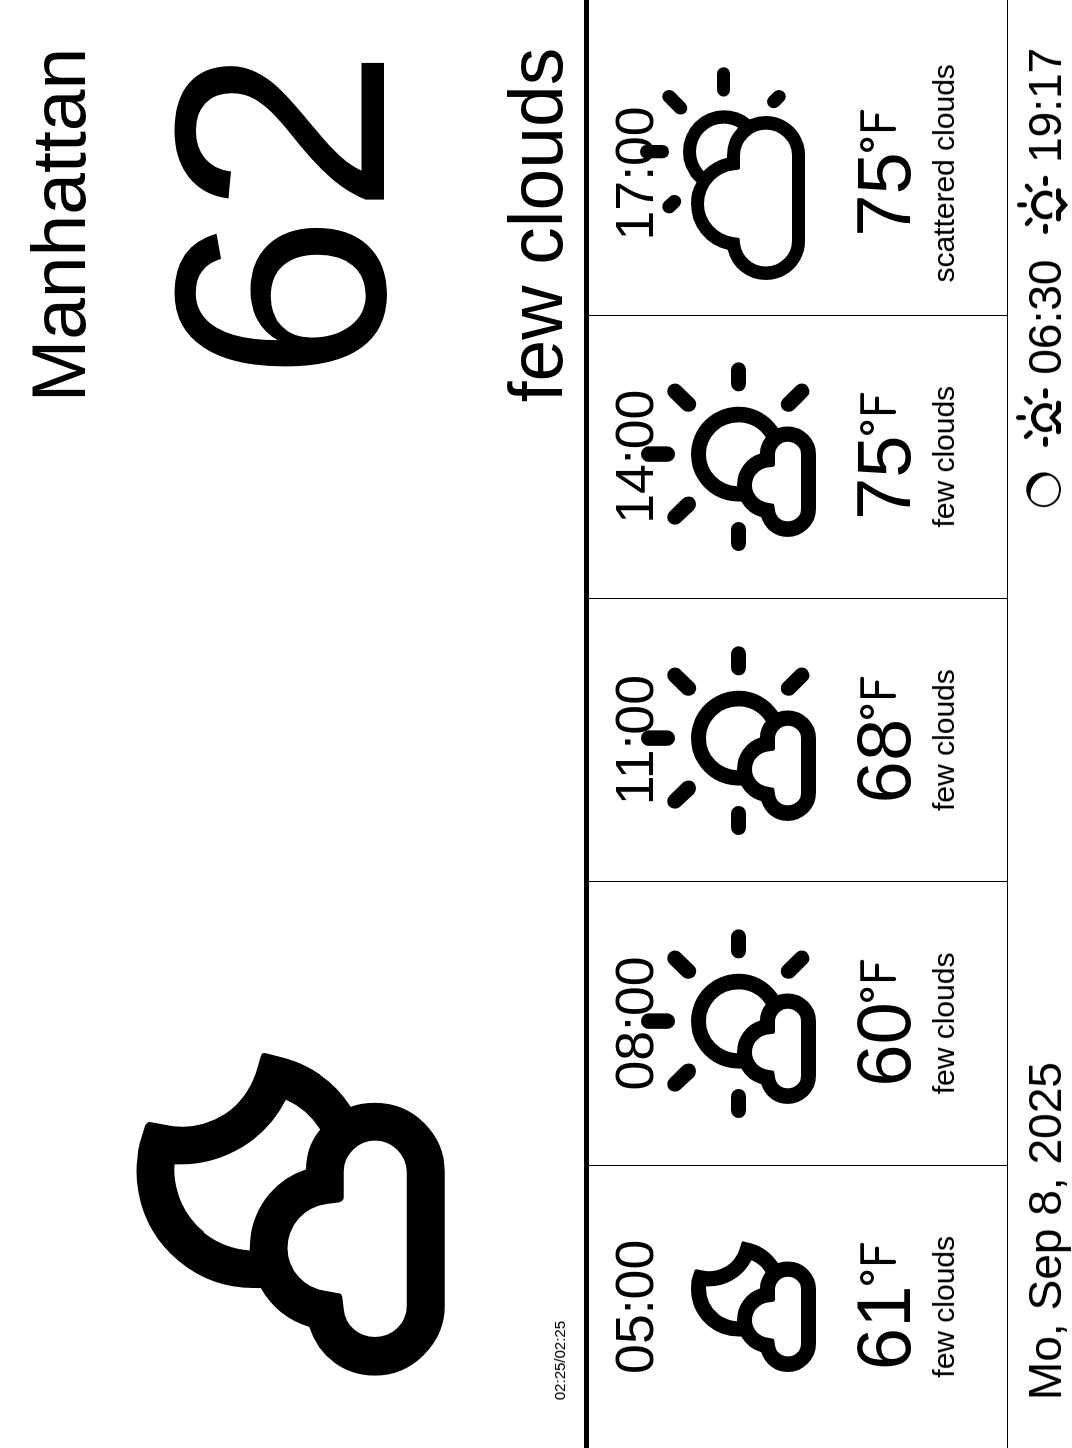 Manhattan
62
few clouds
02:25/02:25
05:00
61°F
few clouds
08:00
60°F
few clouds
11:00
68°F
few clouds
14:00
75°F
few clouds
17:00
75°F
scattered clouds
Mo, Sep 8, 2025
06:30
19:17